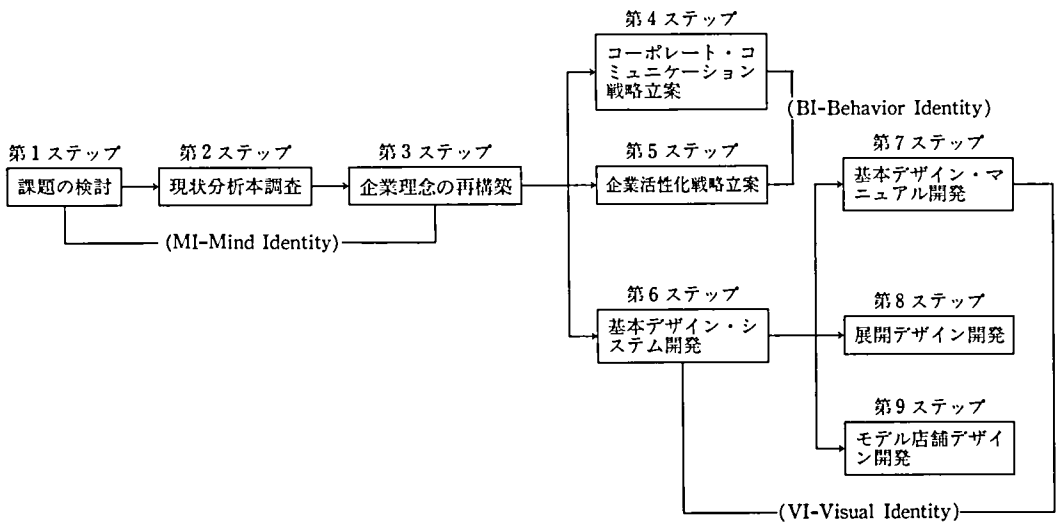 第1ステップ
課題の検討
第2ステップ
現状分析本調査
第3ステップ
企業理念の再構築
(MI-Mind Identity)
第4ステップ
コーポレート・コ
ミュニケーション
戦略立案
(BI-Behavior Identity)
第5ステップ
企業活性化戦略立案
第6ステップ
基本デザイン・シ
ステム開発
第7ステップ
基本デザイン・マ
ニュアル開発
第8ステップ
展開デザイン開発
第9ステップ
モデル店舗デザイ
ン開発
(VI-Visual Identity)